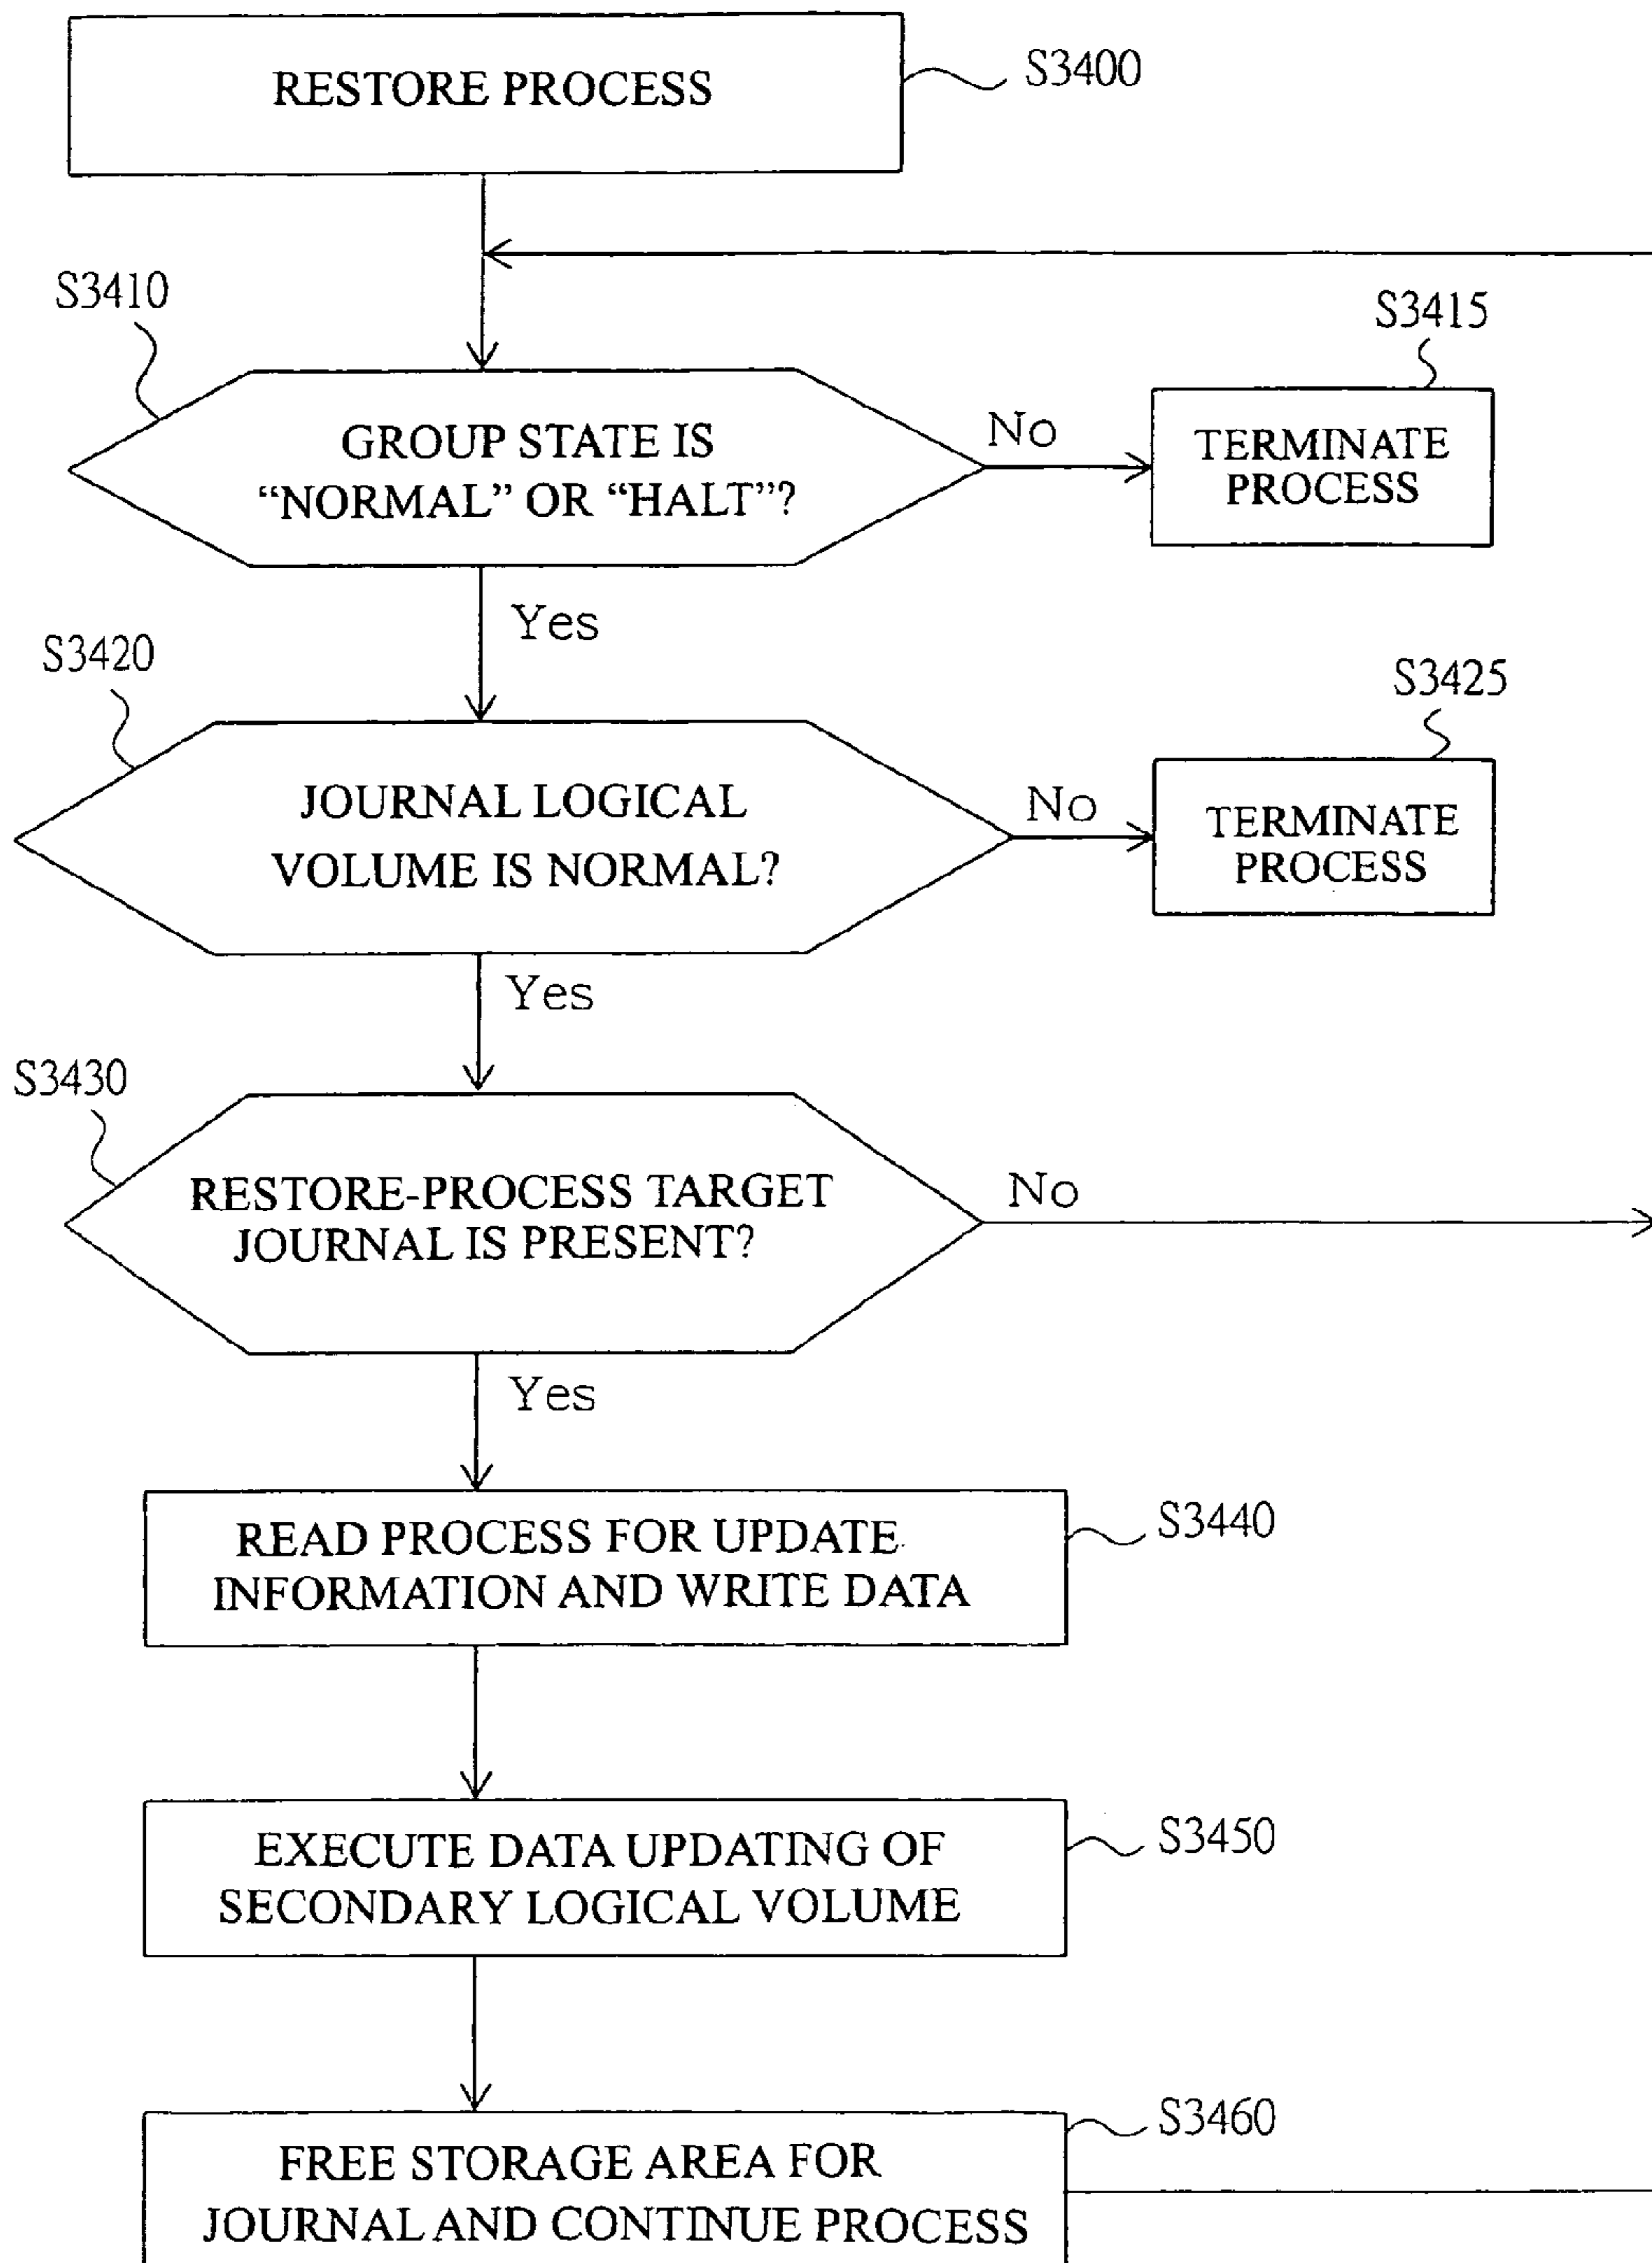 RESTORE PROCESS
S3400
S3410
S3415
GROUP STATE IS
“NORMAL” OR “HALT”?
No
TERMINATE
PROCESS
Yes
S3420
S3425
JOURNAL LOGICAL
VOLUME IS NORMAL?
No
TERMINATE
PROCESS
Yes
S3430
RESTORE-PROCESS TARGET
JOURNAL IS PRESENT?
No
Yes
READ PROCESS FOR UPDATE
INFORMATION AND WRITE DATA
S3440
EXECUTE DATA UPDATING OF
SECONDARY LOGICAL VOLUME
S3450
FREE STORAGE AREA FOR
JOURNAL AND CONTINUE PROCESS
S3460